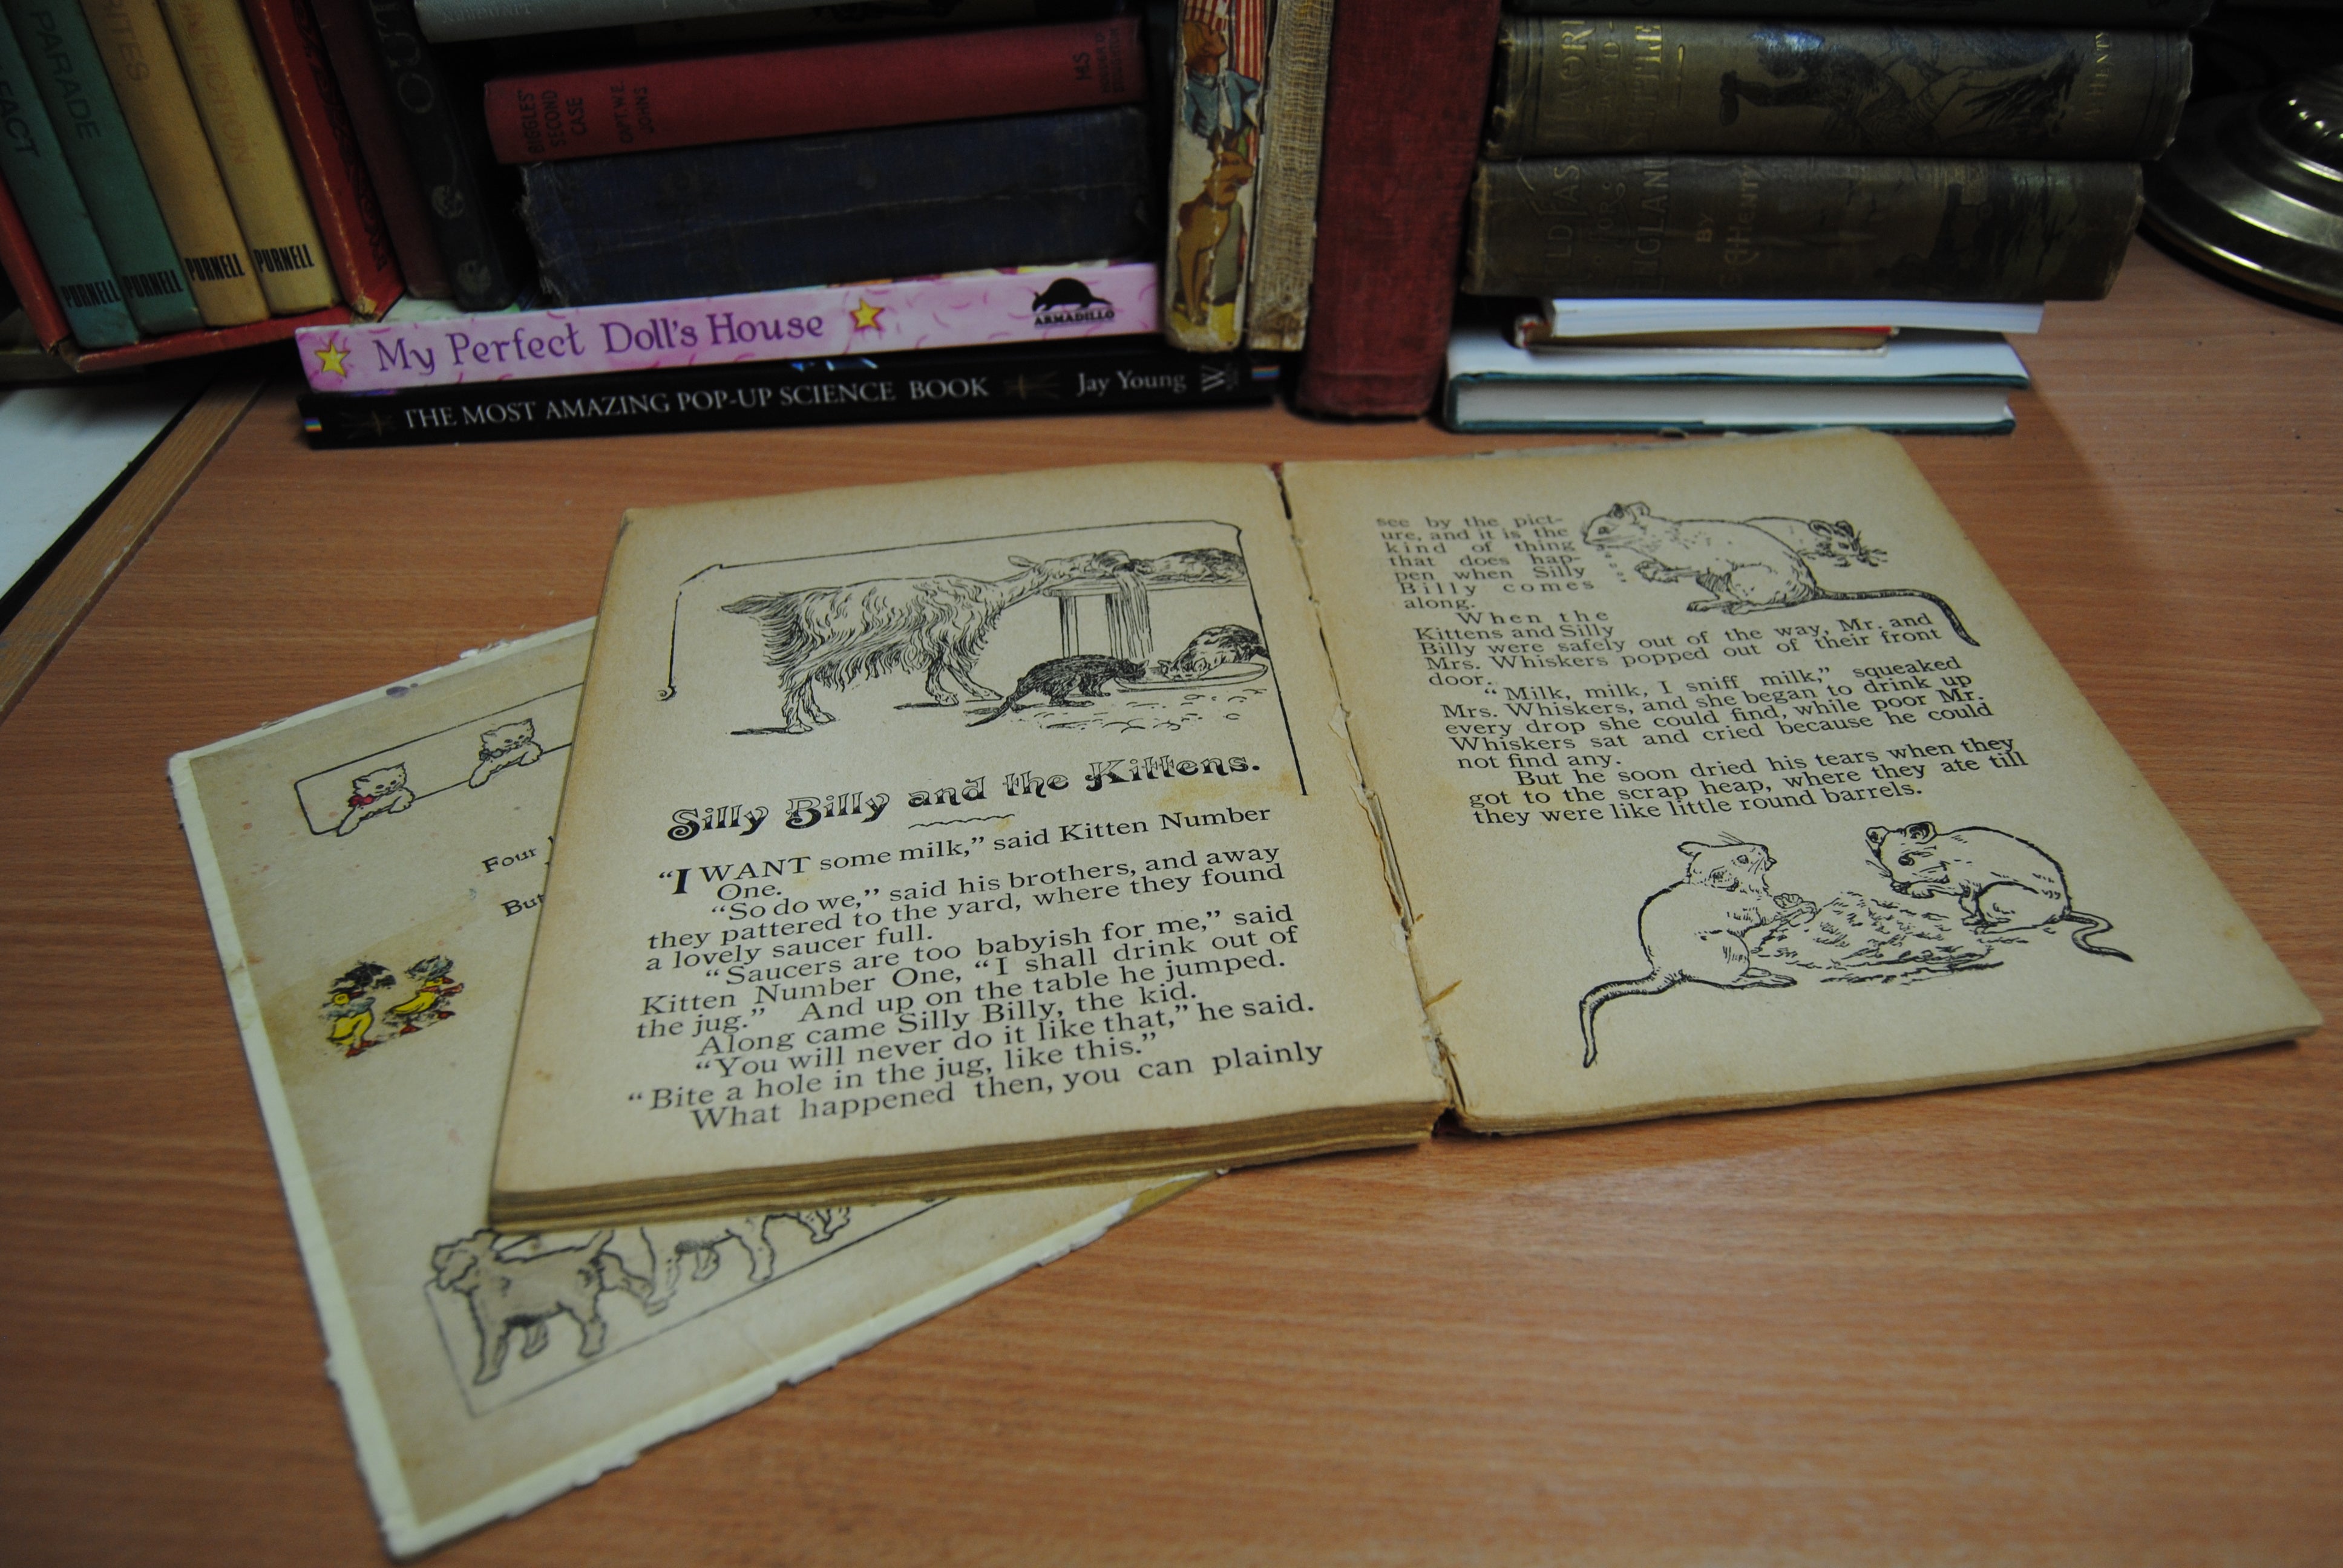 FACT
PARADE
PURNELL
PURNELL
PURNELL
PURNELL
BIGGLES'
SECOND
CASE
CAPT. W.E.
JOHNS
H&S
My Perfect Doll's House
ARMADILLO
THE MOST AMAZING POP-UP SCIENCE BOOK Jay Young W
MAORI
AND
SETTLER
G.A. HENTY
ENGLAND
BY
G.A. Henty
Four
But
Silly Billy and the Kittens.
“I WANT some milk,” said Kitten Number
One.
“So do we,” said his brothers, and away
they pattered to the yard, where they found
a lovely saucer full.
“Saucers are too babyish for me,” said
Kitten Number One, “I shall drink out of
the jug.” And up on the table he jumped.
Along came Silly Billy, the kid.
“You will never do it like that,” he said.
“Bite a hole in the jug, like this.”
What happened then, you can plainly
see by the pict-
ure, and it is the
kind of thing
that does hap-
pen when Silly
Billy comes
along.
When the
Kittens and Silly
Billy were safely out of the way, Mr. and
Mrs. Whiskers popped out of their front
door.
“Milk, milk, I sniff milk,” squeaked
Mrs. Whiskers, and she began to drink up
every drop she could find, while poor Mr.
Whiskers sat and cried because he could
not find any.
But he soon dried his tears when they
got to the scrap heap, where they ate till
they were like little round barrels.